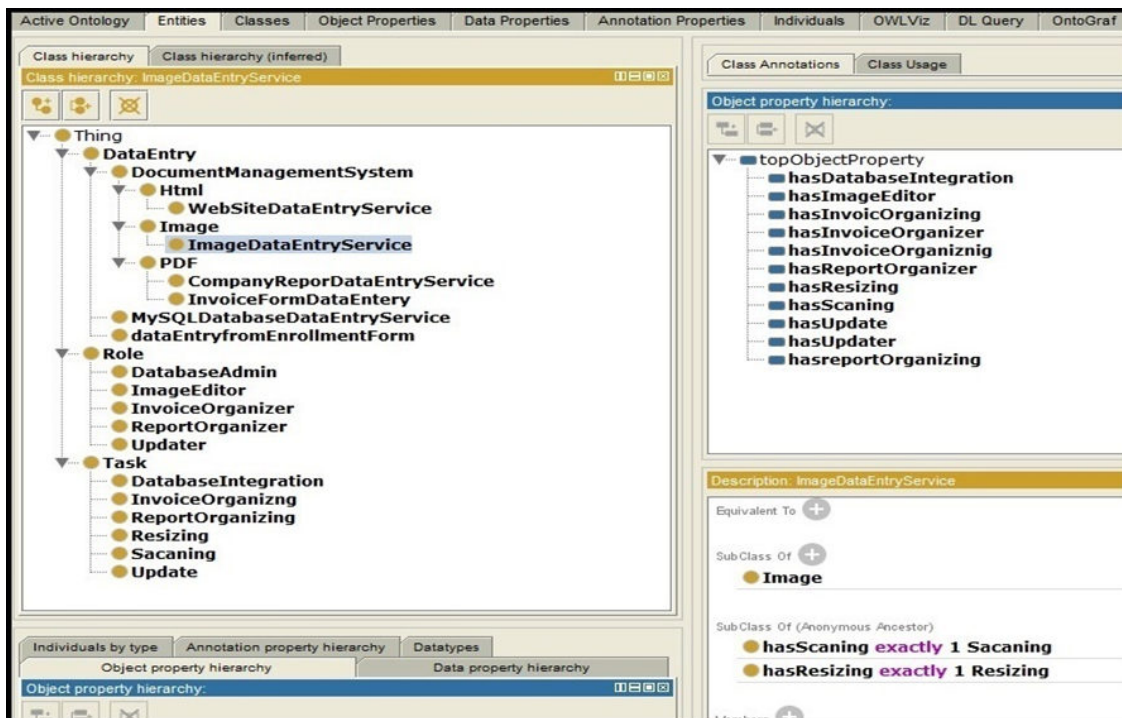 Active Ontology Entities Classes Object Properties Data Properties Annotation Properties Individuals OWLViz DL Query OntoGraf
Class hierarchy Class hierarchy (inferred)
Class hierarchy: ImageDataEntryService
Thing
DataEntry
DocumentManagementSystem
Html
WebSiteDataEntryService
Image
ImageDataEntryService
PDF
CompanyReporDataEntryService
InvoiceFormDataEntery
MySQLDatabaseDataEntryService
dataEntryfromEnrollmentForm
Role
DatabaseAdmin
ImageEditor
InvoiceOrganizer
ReportOrganizer
Updater
Task
DatabaseIntegration
InvoiceOrganizng
ReportOrganizing
Resizing
Sacaning
Update
Individuals by type Annotation property hierarchy Datatypes
Object property hierarchy Data property hierarchy
Object property hierarchy:
Class Annotations Class Usage
Object property hierarchy:
topObjectProperty
hasDatabaseIntegration
hasImageEditor
hasInvoicOrganizing
hasInvoiceOrganizer
hasInvoiceOrganiznig
hasReportOrganizer
hasResizing
hasScaning
hasUpdate
hasUpdater
hasreportOrganizing
Description: ImageDataEntryService
Equivalent To
SubClass Of
Image
SubClass Of (Anonymous Ancestor)
hasScaning exactly 1 Sacaning
hasResizing exactly 1 Resizing